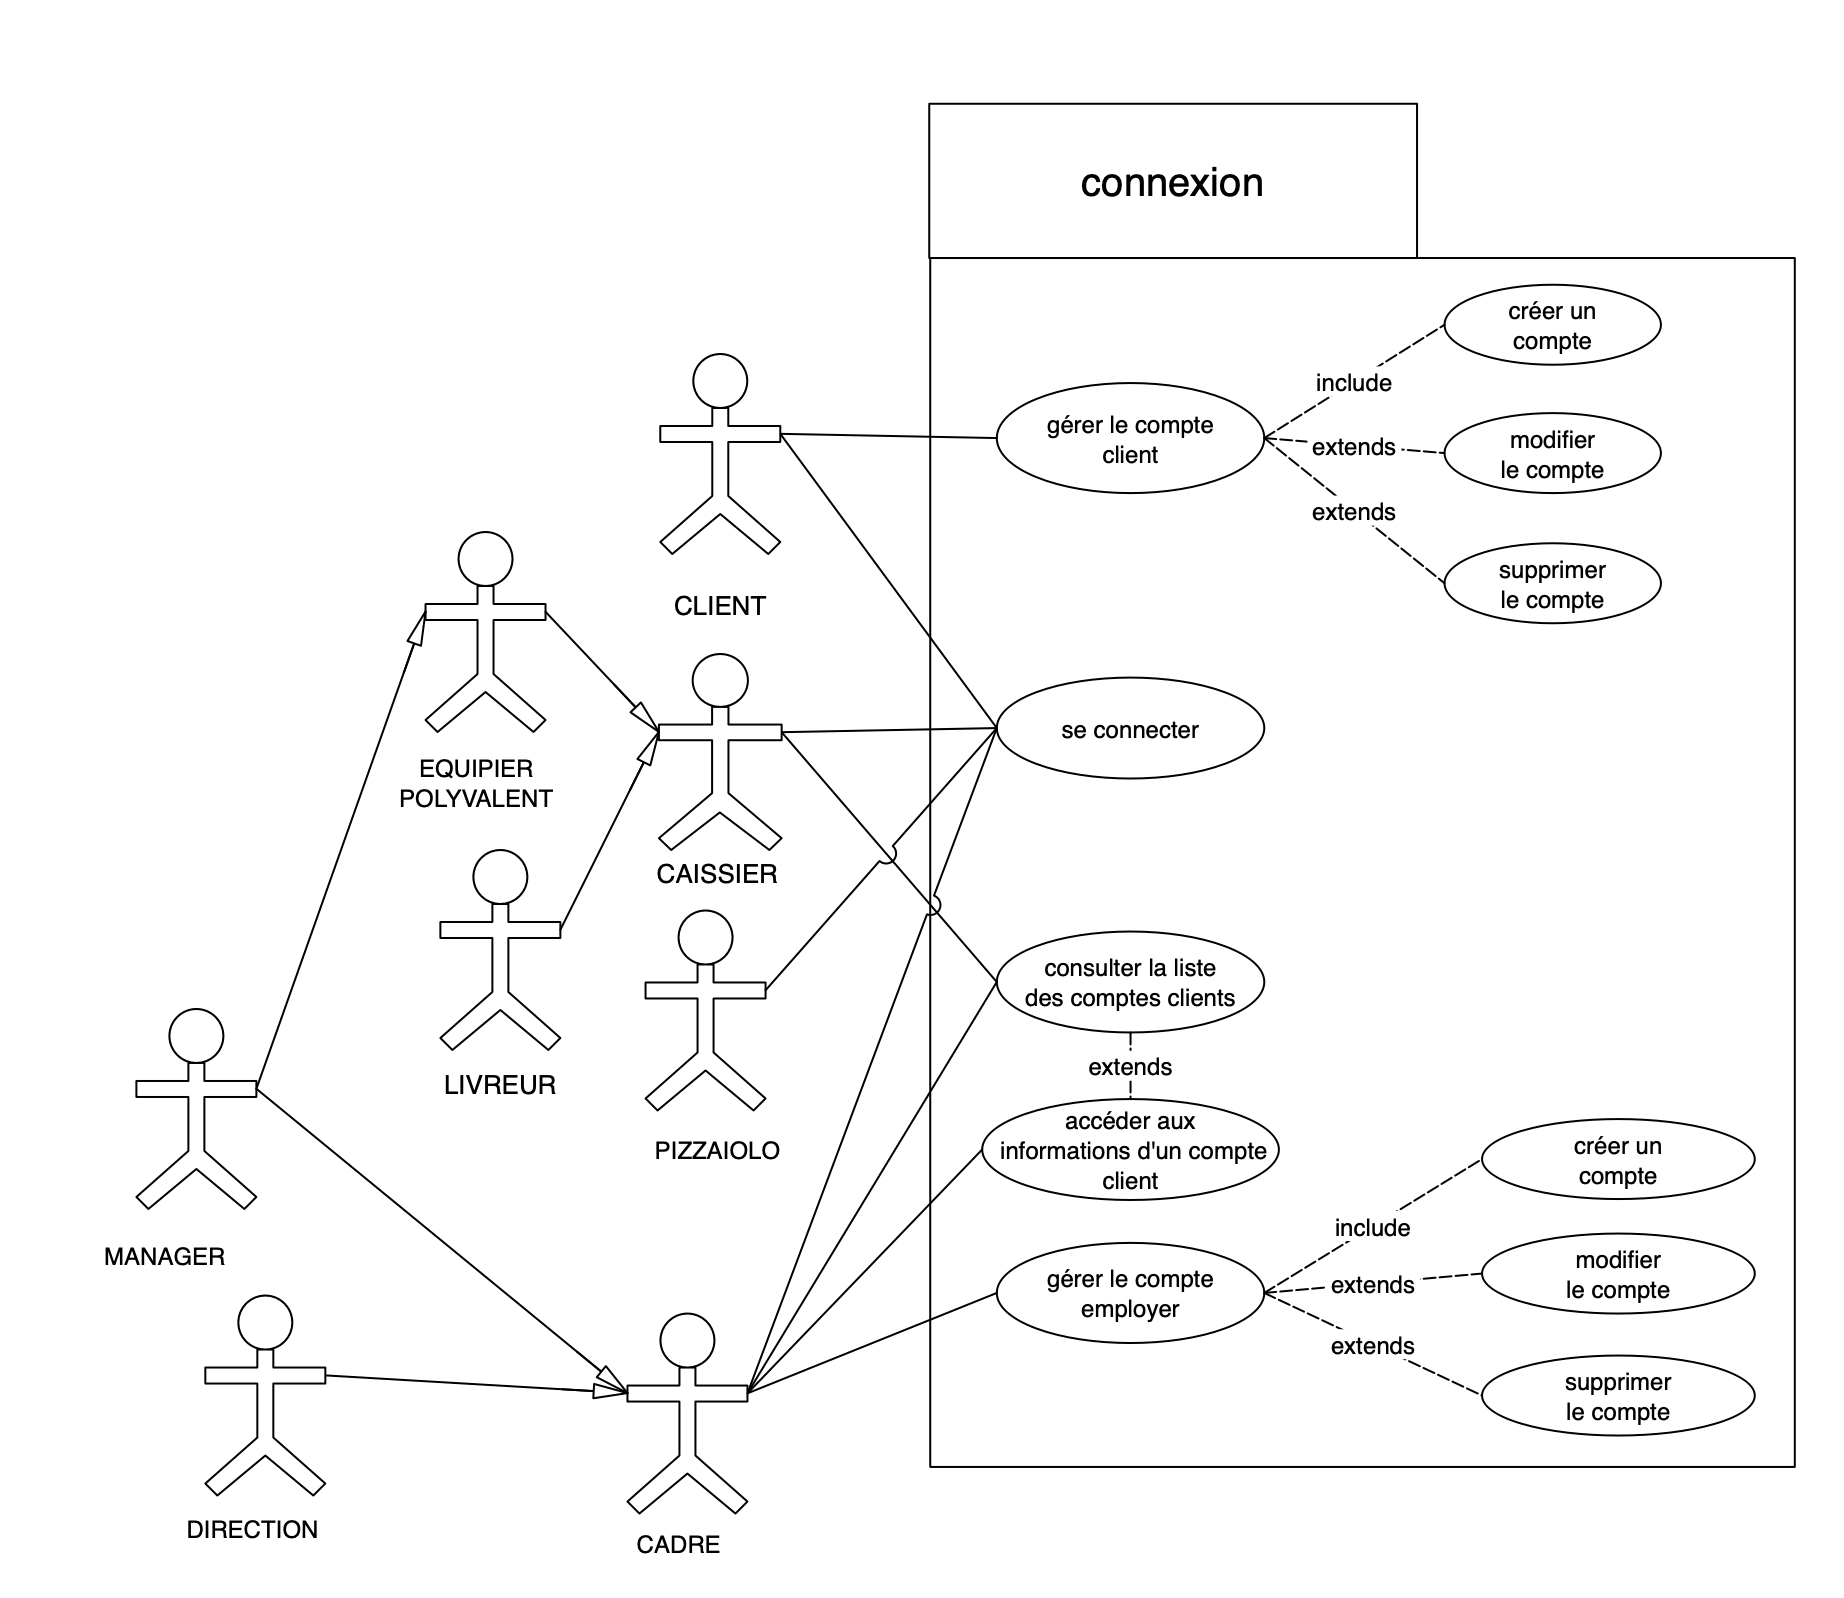 connexion
créer un
compte
include
gérer le compte
client
extends
modifier
le compte
extends
supprimer
le compte
CLIENT
se connecter
EQUIPIER
POLYVALENT
CAISSIER
consulter la liste
des comptes clients
extends
LIVREUR
accéder aux
informations d'un compte
client
PIZZAIOLO
créer un
compte
include
MANAGER
gérer le compte
employer
extends
modifier
le compte
extends
supprimer
le compte
DIRECTION
CADRE